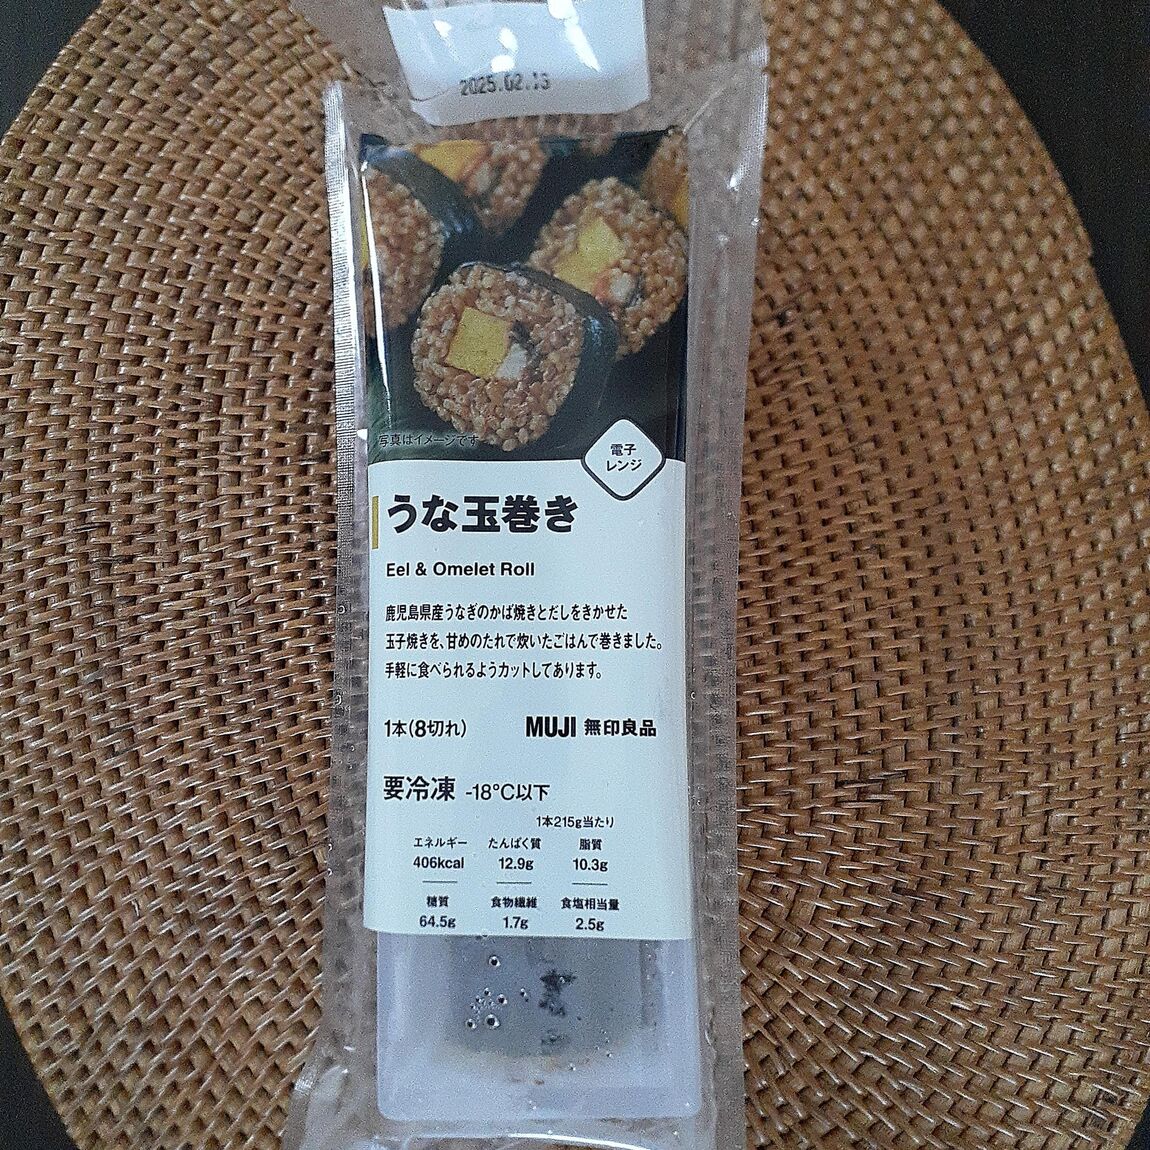 2025.02.13
写真はイメージです
電子
レンジ
うな玉巻き
Eel & Omelet Roll
鹿児島県産うなぎのかば焼きとだしをきかせた
玉子焼きを、甘めのたれで炊いたごはんで巻きました。
手軽に食べられるようカットしてあります。
1本(8切れ) MUJI 無印良品
要冷凍 -18℃以下
1本215g当たり
エネルギー たんぱく質 脂質
406kcal 12.9g 10.3g
糖質 食物繊維 食塩相当量
64.5g 1.7g 2.5g